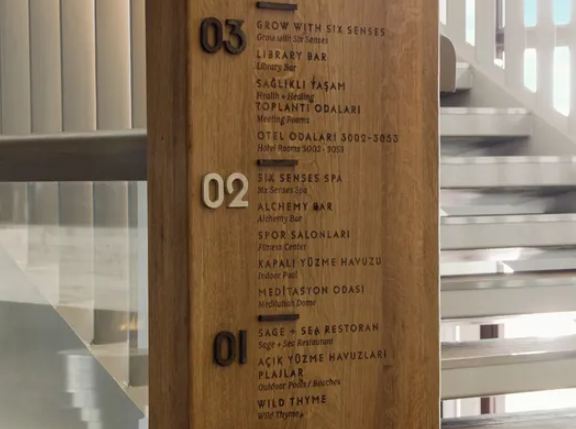 03
GROW WITH SIX SENSES
Grow with Six Senses
LIBRARY BAR
Library Bar
SAĞLIKLI YAŞAM
Health + Healing
TOPLANTI ODALARI
Meeting Rooms
OTEL ODALARI 3002-3053
Hotel Rooms 3002 - 3053
02
SIX SENSES SPA
Six Senses Spa
ALCHEMY BAR
Alchemy Bar
SPOR SALONLARI
Fitness Center
KAPALI YÜZME HAVUZU
Indoor Pool
MEDİTASYON ODASI
Meditation Dome
01
SAGE + SEA RESTORAN
Sage + Sea Restaurant
AÇIK YÜZME HAVUZLARI
PLAJLAR
Outdoor Pools / Beaches
WILD THYME
Wild Thyme